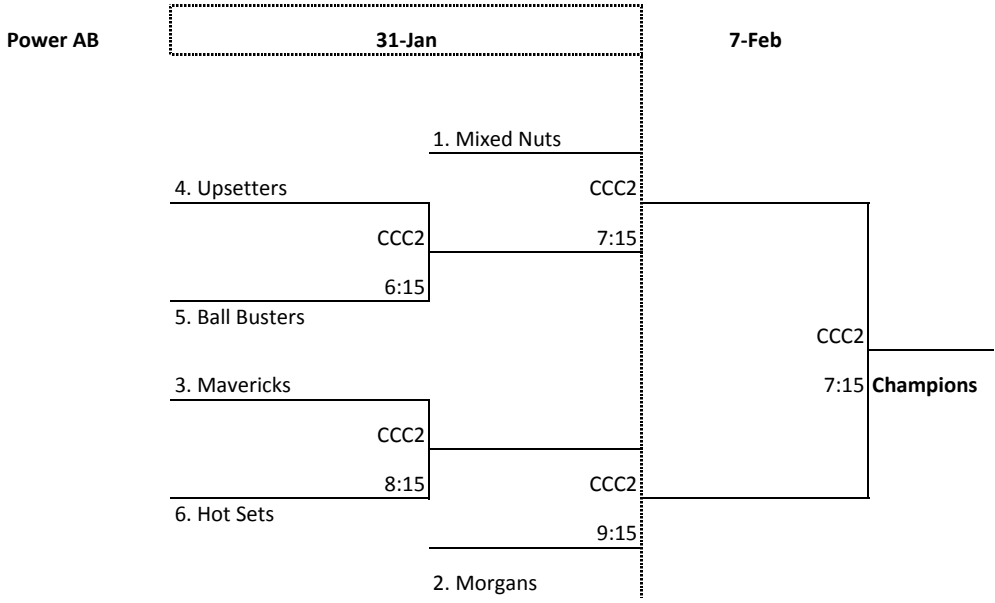 Power AB 31-Jan 7-Feb
1. Mixed Nuts
4. Upsetters CCC2
CCC2 7:15
6:15
5. Ball Busters
CCC2
3. Mavericks 7:15 Champions
CCC2
8:15 CCC2
6. Hot Sets
9:15
2. Morgans